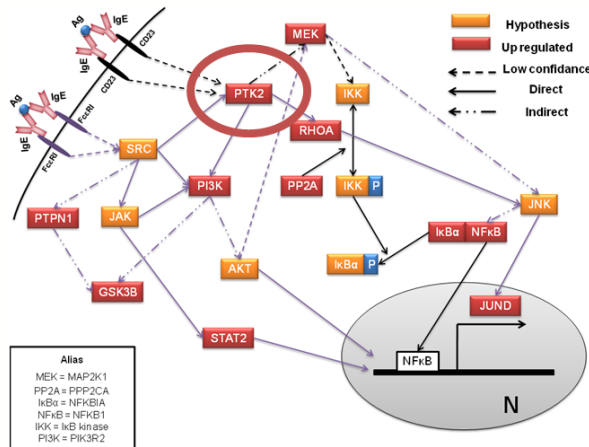 Ag
IgE
IgE
CD23
CD23
Ag
IgE
IgE
FcεRI
FcεRI
MEK
Hypothesis
Up regulated
Low confidance
Direct
Indirect
PTK2
IKK
RHOA
SRC
PI3K
PP2A
IKK P
PTPN1
JAK
JNK
IκBα NFκB
AKT
IκBα P
GSK3B
JUND
STAT2
NFκB
N
Alias
MEK = MAP2K1
PP2A = PPP2CA
IκBα = NFKBIA
NFκB = NFKB1
IKK = IκB kinase
PI3K = PIK3R2